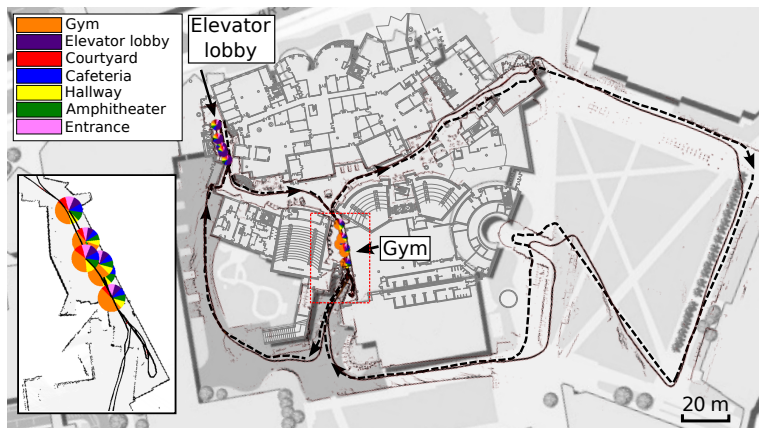 Gym
Elevator lobby
Courtyard
Cafeteria
Hallway
Amphitheater
Entrance
Elevator
lobby
Gym
20 m